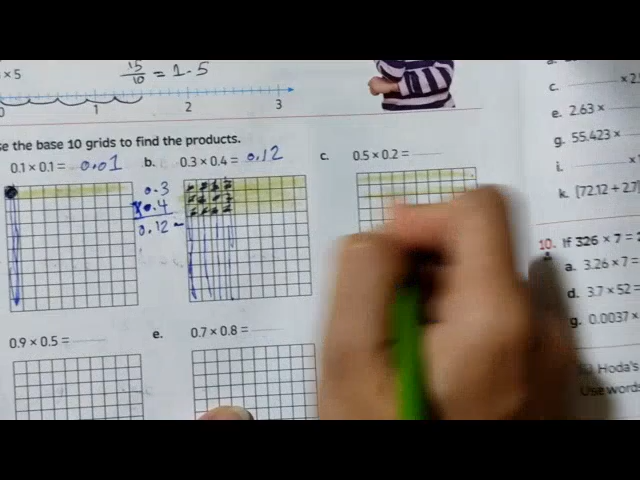 × 5
15/10 = 1.5
0 1 2 3
se the base 10 grids to find the products.
0.1 × 0.1 = 0.01 b. 0.3 × 0.4 = 0.12 c. 0.5 × 0.2 =
0.3
× 0.4
0.12
0.9 × 0.5 = e. 0.7 × 0.8 =
c. × 2.
e. 2.63 ×
g. 55.423 ×
i. ×
k. [72.12 + 2.7
10. If 326 × 7 = 2
a. 3.26 × 7 =
d. 3.7 × 52 =
g. 0.0037 ×
Hoda's
Use words